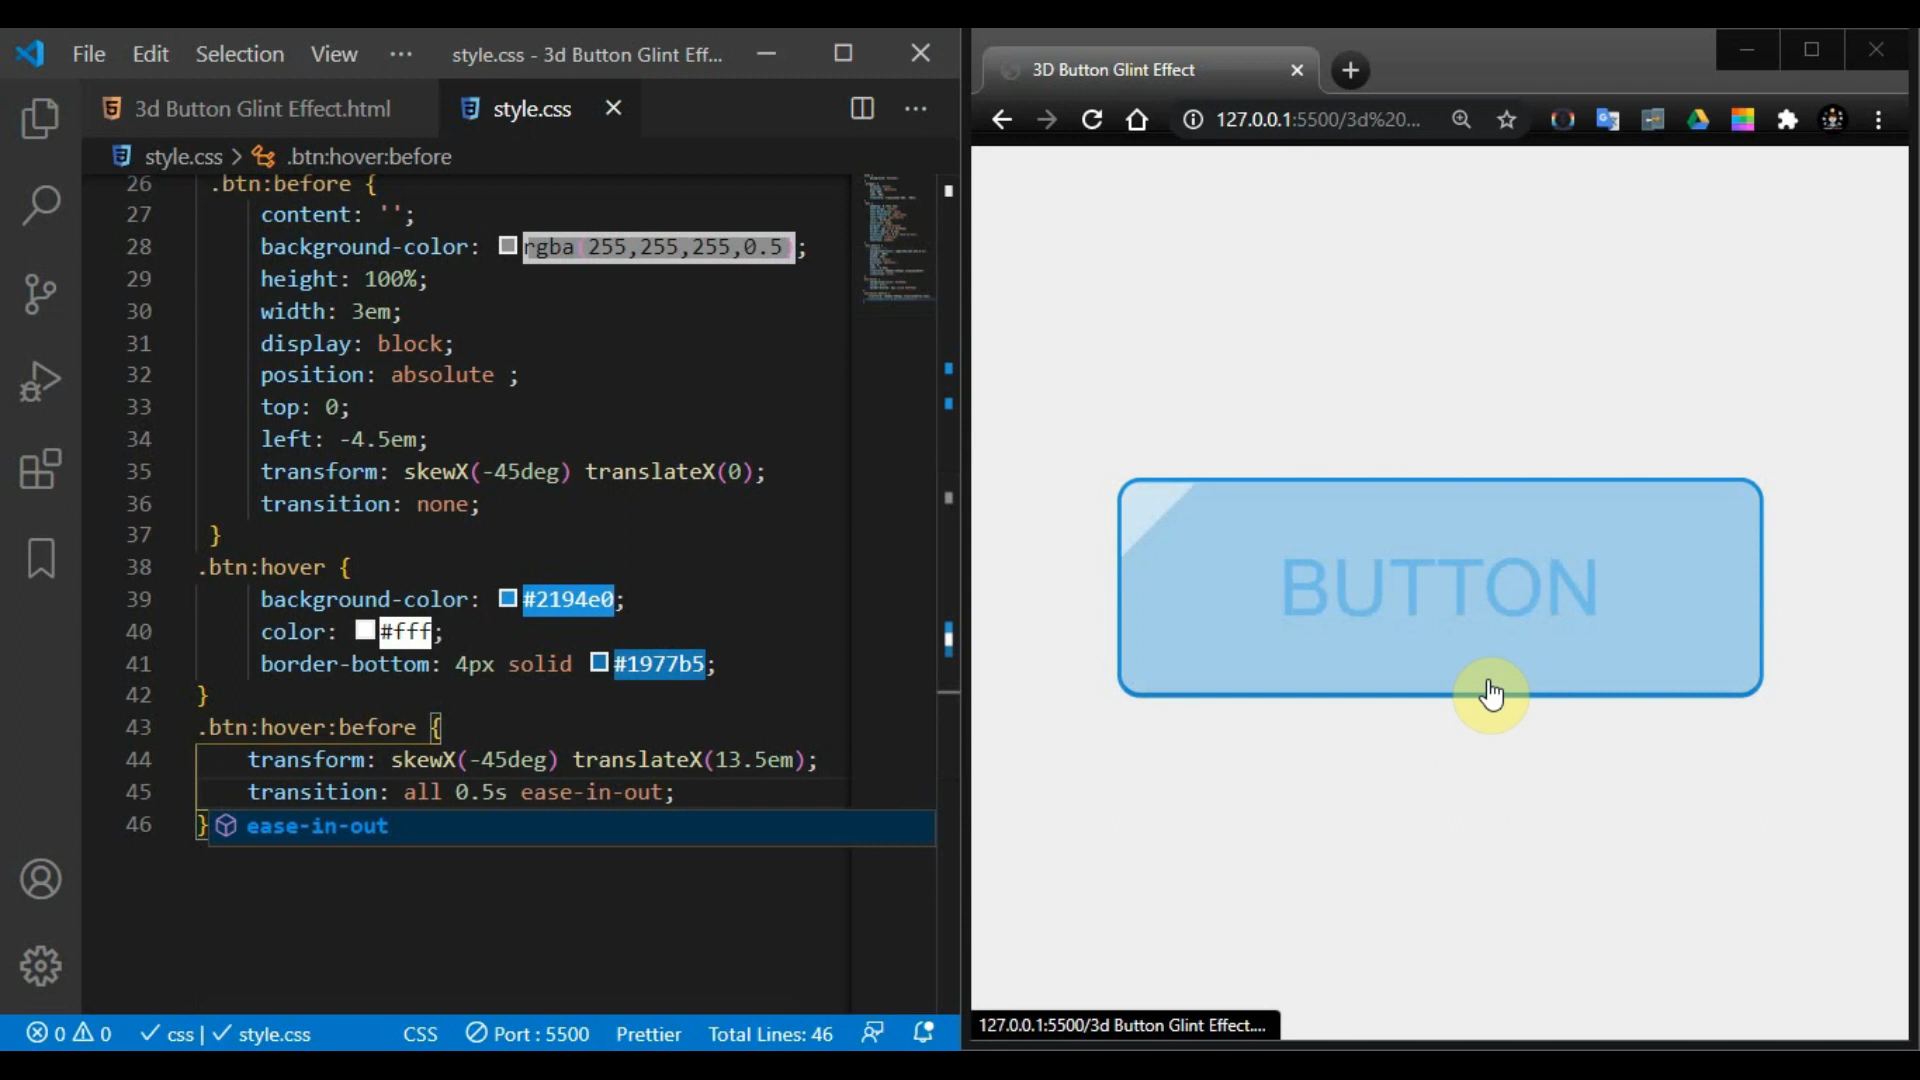 File Edit Selection View ··· style.css - 3d Button Glint Eff...
3d Button Glint Effect.html style.css
style.css > .btn:hover:before
26 .btn:before {
27 content: '';
28 background-color: rgba(255,255,255,0.5);
29 height: 100%;
30 width: 3em;
31 display: block;
32 position: absolute ;
33 top: 0;
34 left: -4.5em;
35 transform: skewX(-45deg) translateX(0);
36 transition: none;
37 }
38 .btn:hover {
39 background-color: #2194e0;
40 color: #fff;
41 border-bottom: 4px solid #1977b5;
42 }
43 .btn:hover:before {
44 transform: skewX(-45deg) translateX(13.5em);
45 transition: all 0.5s ease-in-out;
46 }
ease-in-out
0 0 css | style.css CSS Port : 5500 Prettier Total Lines: 46
3D Button Glint Effect
127.0.0.1:5500/3d%20...
BUTTON
127.0.0.1:5500/3d Button Glint Effect....